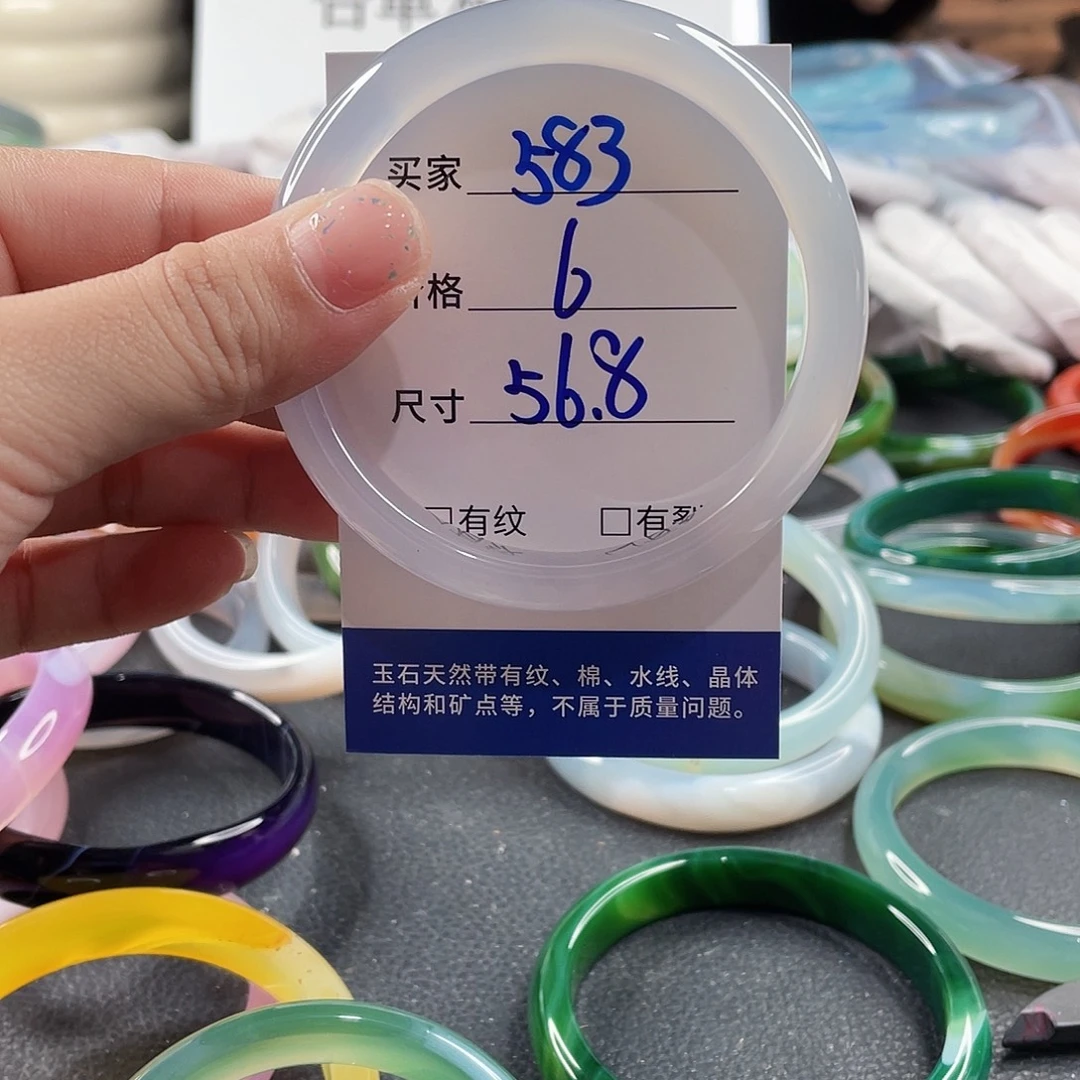 买家 583
格 6
尺寸 56.8
□有纹 □有裂
玉石天然带有纹、棉、水线、晶体
结构和矿点等，不属于质量问题。